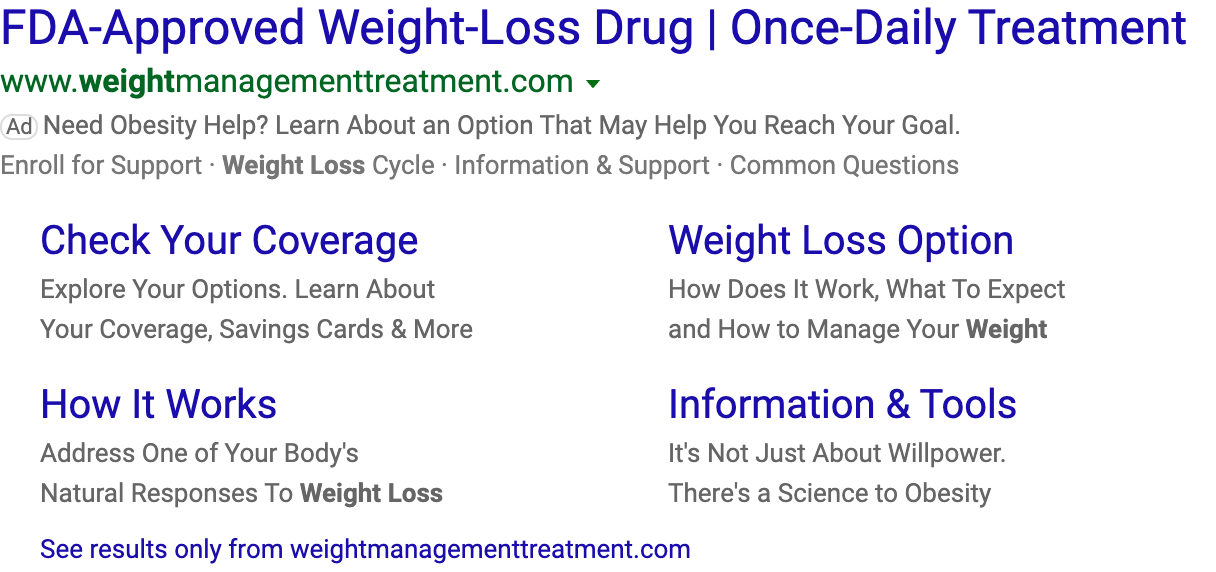 FDA-Approved Weight-Loss Drug | Once-Daily Treatment
www.weightmanagementtreatment.com
Ad Need Obesity Help? Learn About an Option That May Help You Reach Your Goal.
Enroll for Support · Weight Loss Cycle · Information & Support · Common Questions
Check Your Coverage
Explore Your Options. Learn About
Your Coverage, Savings Cards & More
Weight Loss Option
How Does It Work, What To Expect
and How to Manage Your Weight
How It Works
Address One of Your Body's
Natural Responses To Weight Loss
Information & Tools
It's Not Just About Willpower.
There's a Science to Obesity
See results only from weightmanagementtreatment.com